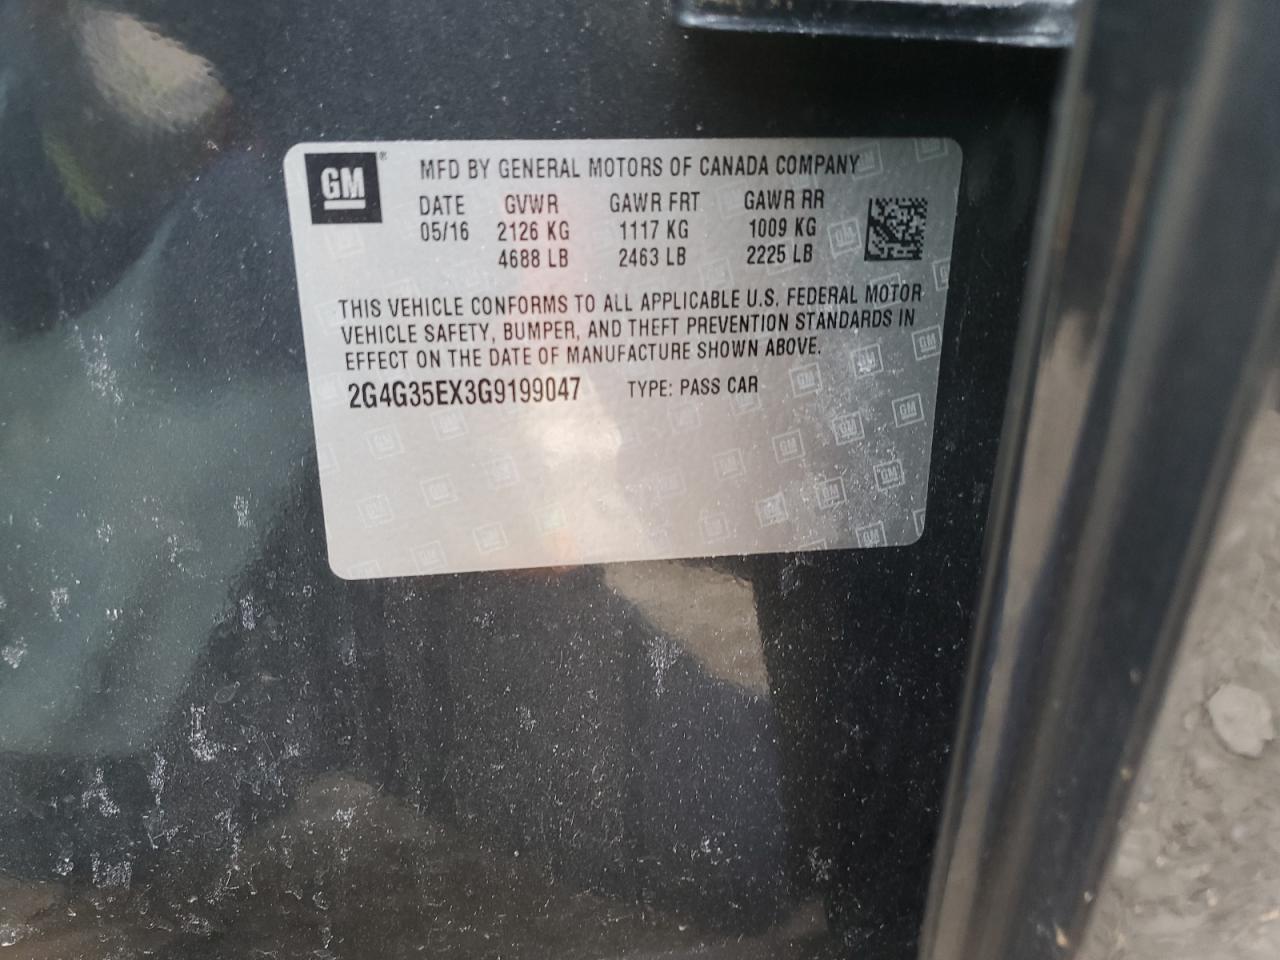 GM®
MFD BY GENERAL MOTORS OF CANADA COMPANY
DATE GVWR GAWR FRT GAWR RR
05/16 2126 KG 1117 KG 1009 KG
4688 LB 2463 LB 2225 LB
THIS VEHICLE CONFORMS TO ALL APPLICABLE U.S. FEDERAL MOTOR
VEHICLE SAFETY, BUMPER, AND THEFT PREVENTION STANDARDS IN
EFFECT ON THE DATE OF MANUFACTURE SHOWN ABOVE.
2G4G35EX3G9199047 TYPE: PASS CAR